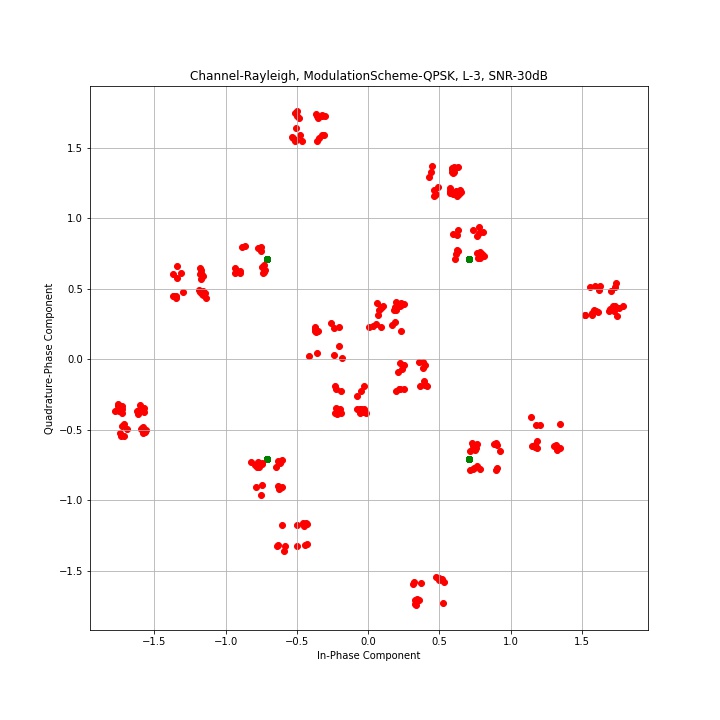 Channel-Rayleigh, ModulationScheme-QPSK, L-3, SNR-30dB
1.5
1.0
0.5
0.0
−0.5
−1.0
−1.5
Quadrature-Phase Component
−1.5 −1.0 −0.5 0.0 0.5 1.0 1.5
In-Phase Component